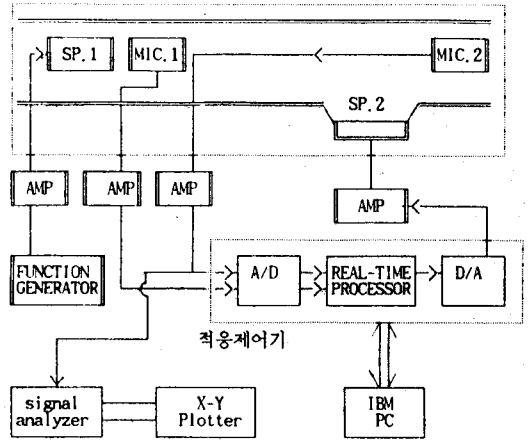 SP.1
MIC.1
MIC.2
SP.2
AMP
AMP
AMP
AMP
FUNCTION
GENERATOR
A/D
REAL-TIME
PROCESSOR
D/A
적응제어기
signal
analyzer
X-Y
Plotter
IBM
PC